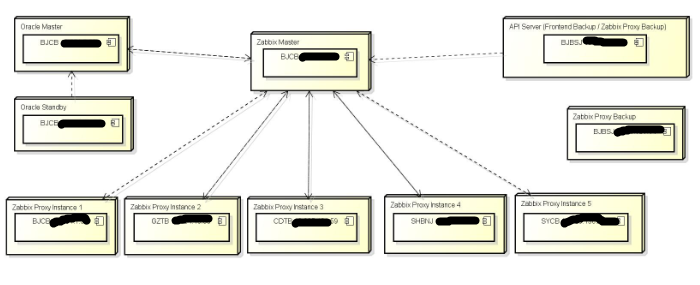 Oracle Master
BJCB
Zabbix Master
BJCB
API Server (Frontend Backup / Zabbix Proxy Backup)
BJBSJ
Oracle Standby
BJCB
Zabbix Proxy Backup
BJBSJ
Zabbix Proxy Instance 1
BJCB
Zabbix Proxy Instance 2
GZTB
Zabbix Proxy Instance 3
CDTB 59
Zabbix Proxy Instance 4
SHBNJ
Zabbix Proxy Instance 5
SYCB